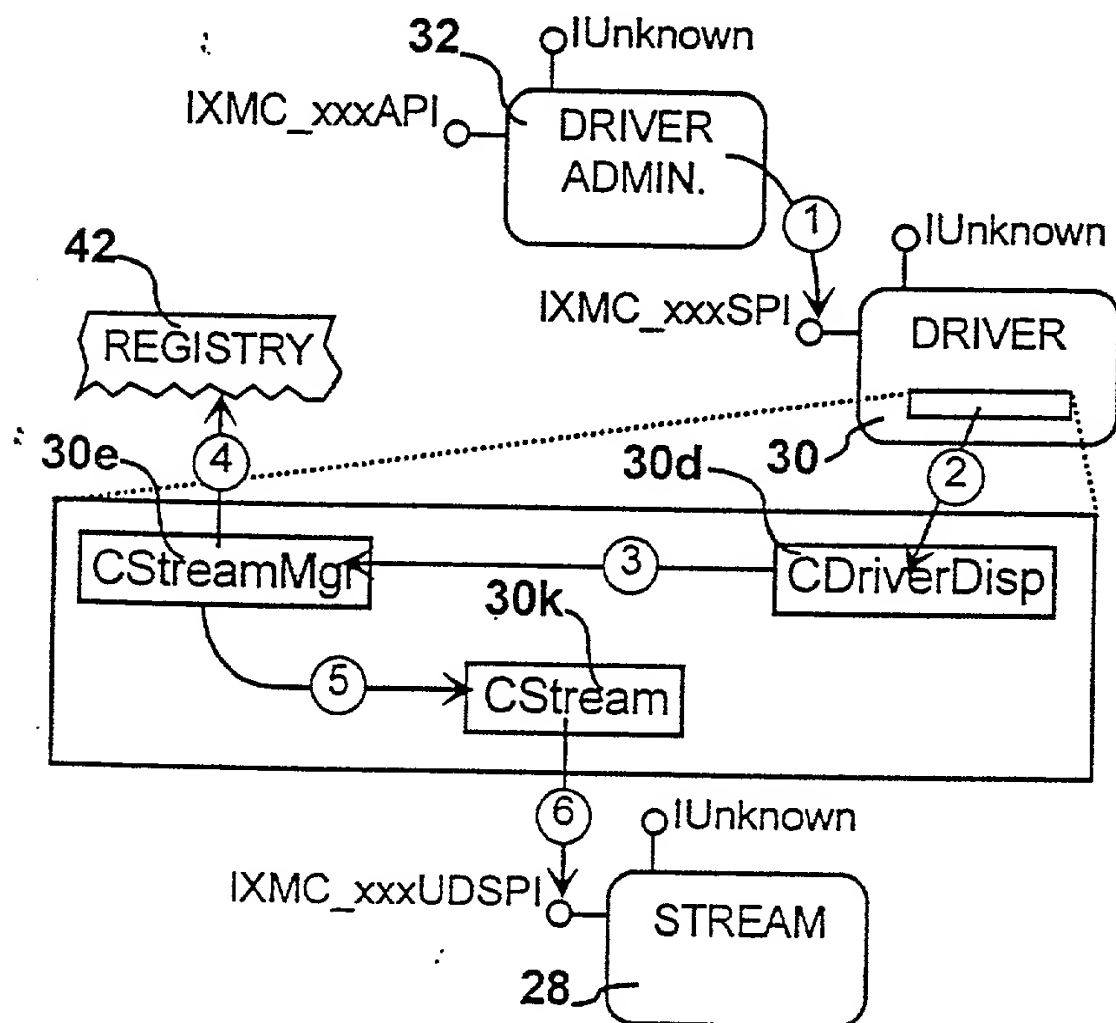 32
IUnknown
IXMC_xxxAPI
DRIVER
ADMIN.
1
42
IUnknown
IXMC_xxxSPI
REGISTRY
DRIVER
30e
4
30d
30
2
CStreamMgr
3
CDriverDisp
30k
5
CStream
6
IUnknown
IXMC_xxxUDSPI
STREAM
28